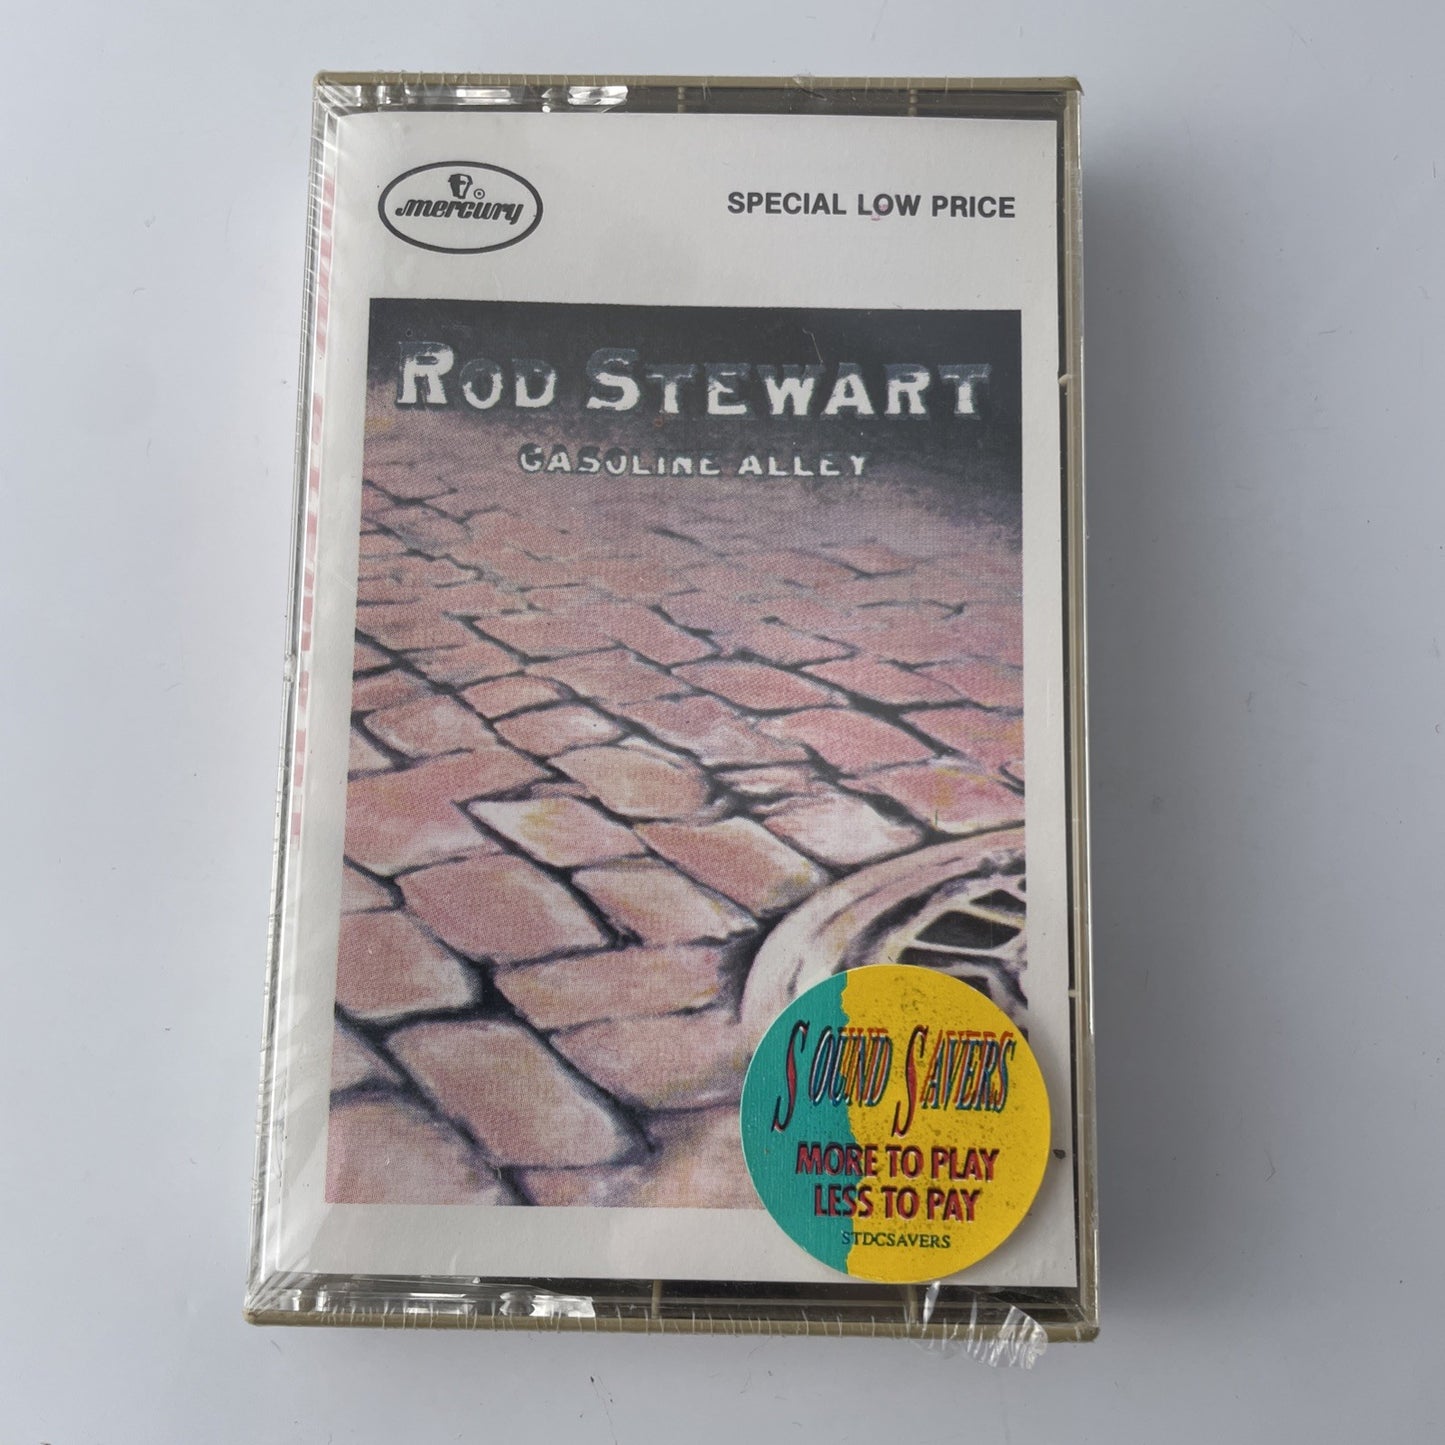 mercury ®
SPECIAL LOW PRICE
ROD STEWART
GASOLINE ALLEY
SOUND SAVERS
MORE TO PLAY
LESS TO PAY
STDCSAVERS